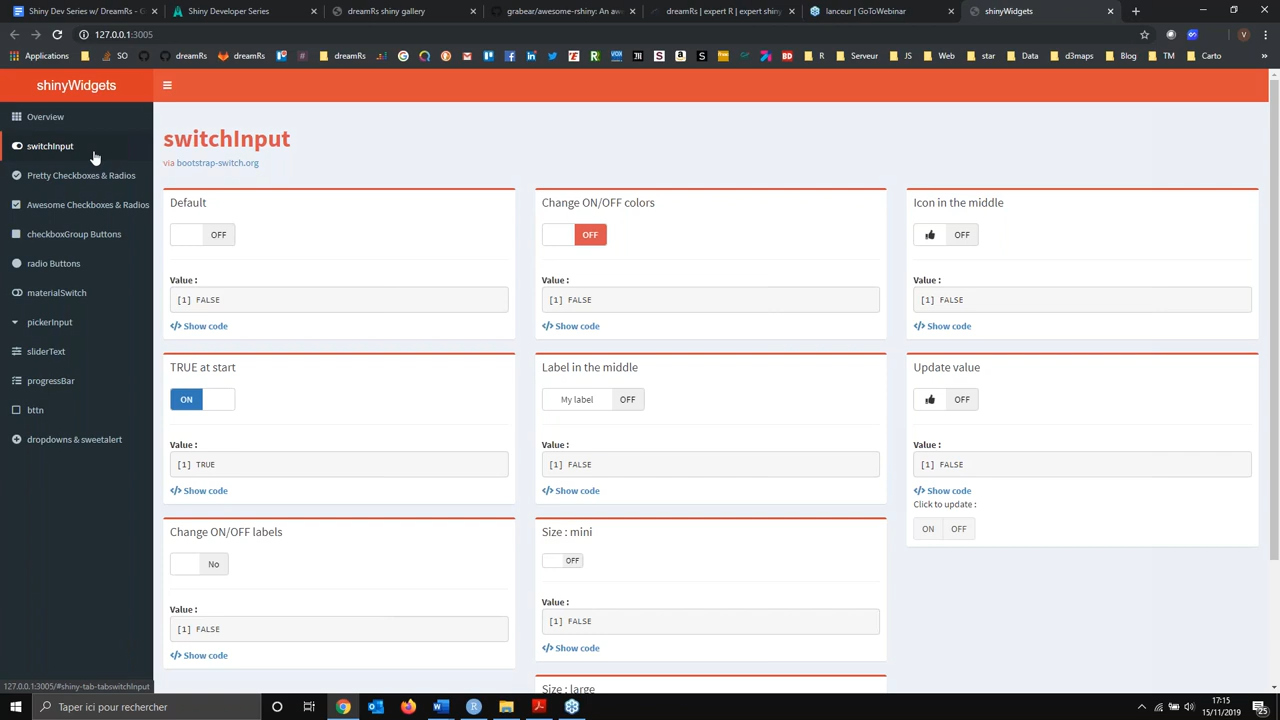 Shiny Dev Series w/ DreamRs
Shiny Developer Series
dreamRs shiny gallery
grabear/awesome-rshiny: An aw
dreamRs | expert R | expert shiny
lanceur | GoToWebinar
shinyWidgets
127.0.0.1:3005
Applications
_SO
dreamRs
dreamRs
dreamRs
R
Serveur
JS
Web
star
Data
d3maps
Blog
TM
Carto
shinyWidgets
Overview
switchInput
Pretty Checkboxes & Radios
Awesome Checkboxes & Radios
checkboxGroup Buttons
radio Buttons
materialSwitch
pickerInput
sliderText
progressBar
bttn
dropdowns & sweetalert
switchInput
via bootstrap-switch.org
Default
OFF
Value :
[1] FALSE
Show code
TRUE at start
ON
Value :
[1] TRUE
Show code
Change ON/OFF labels
No
Value :
[1] FALSE
Show code
Change ON/OFF colors
OFF
Value :
[1] FALSE
Show code
Label in the middle
My label OFF
Value :
[1] FALSE
Show code
Size : mini
OFF
Value :
[1] FALSE
Show code
Size : large
Icon in the middle
OFF
Value :
[1] FALSE
Show code
Update value
OFF
Value :
[1] FALSE
Show code
Click to update :
ON OFF
127.0.0.1:3005/#shiny-tab-tabswitchInput
Taper ici pour rechercher
17:15
15/11/2019